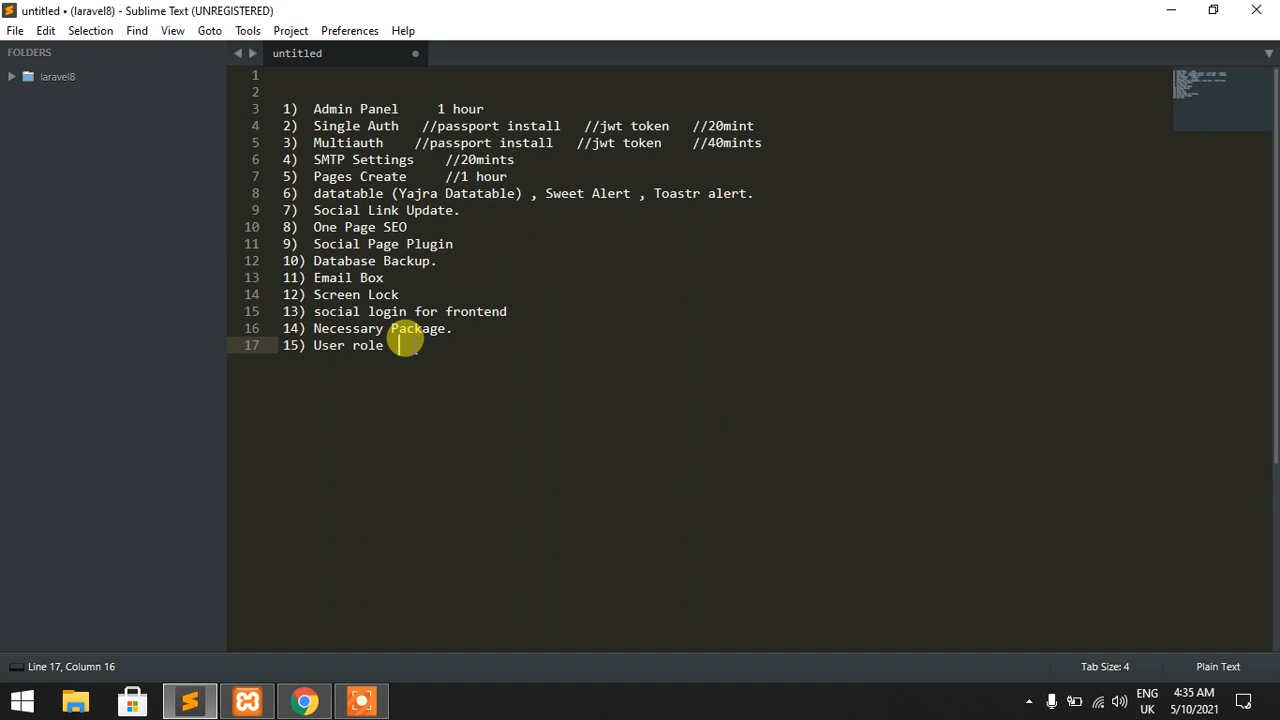 untitled • (laravel8) - Sublime Text (UNREGISTERED)
File Edit Selection Find View Goto Tools Project Preferences Help
FOLDERS
laravel8
untitled
1
2
3 1) Admin Panel 1 hour
4 2) Single Auth //passport install //jwt token //20mint
5 3) Multiauth //passport install //jwt token //40mints
6 4) SMTP Settings //20mints
7 5) Pages Create //1 hour
8 6) datatable (Yajra Datatable) , Sweet Alert , Toastr alert.
9 7) Social Link Update.
10 8) One Page SEO
11 9) Social Page Plugin
12 10) Database Backup.
13 11) Email Box
14 12) Screen Lock
15 13) social login for frontend
16 14) Necessary Package.
17 15) User role
Line 17, Column 16 Tab Size: 4 Plain Text
ENG 4:35 AM
UK 5/10/2021